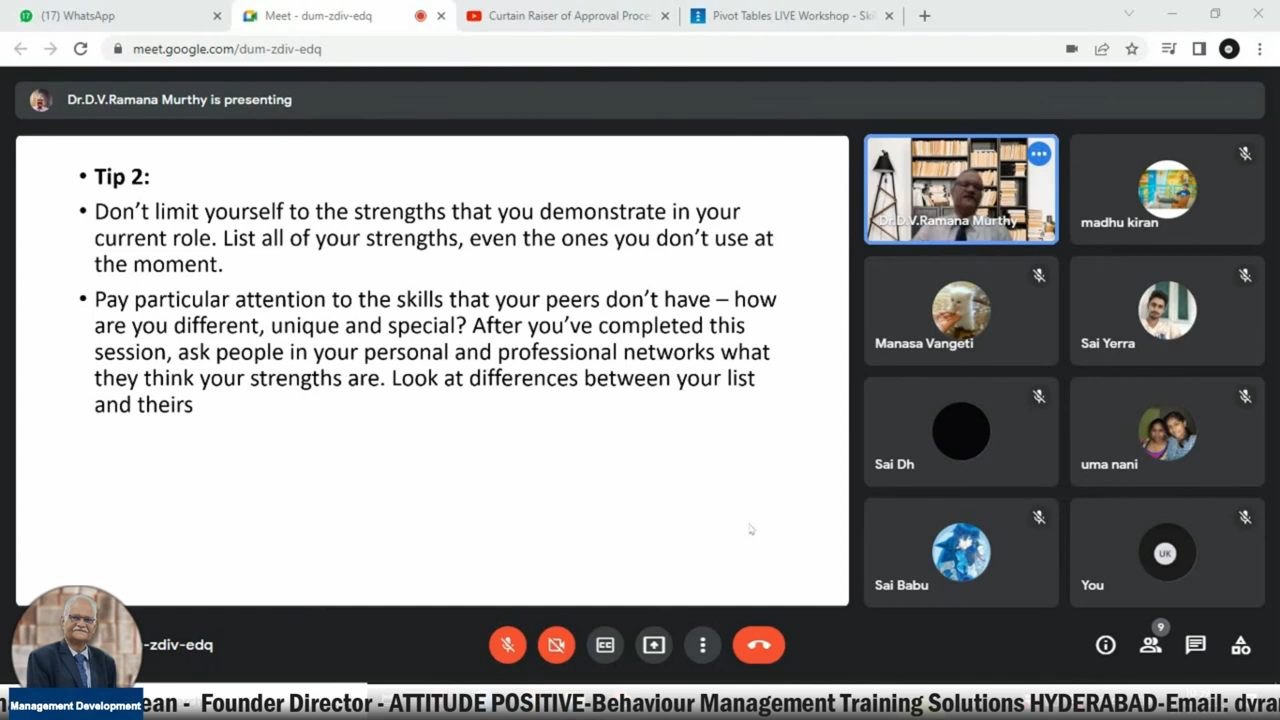 (17) WhatsApp
Meet - dum-zdiv-edq
Curtain Raiser of Approval Proce
Pivot Tables LIVE Workshop - Ski
meet.google.com/dum-zdiv-edq
Dr.D.V.Ramana Murthy is presenting
• Tip 2:
• Don't limit yourself to the strengths that you demonstrate in your
current role. List all of your strengths, even the ones you don't use at
the moment.
• Pay particular attention to the skills that your peers don't have – how
are you different, unique and special? After you've completed this
session, ask people in your personal and professional networks what
they think your strengths are. Look at differences between your list
and theirs
Dr.D.V.Ramana Murthy
madhu kiran
Manasa Vangeti
Sai Yerra
Sai Dh
uma nani
Sai Babu
UK
You
-zdiv-edq
CC
9
Management Development
ean - Founder Director - ATTITUDE POSITIVE-Behaviour Management Training Solutions HYDERABAD-Email: dvra